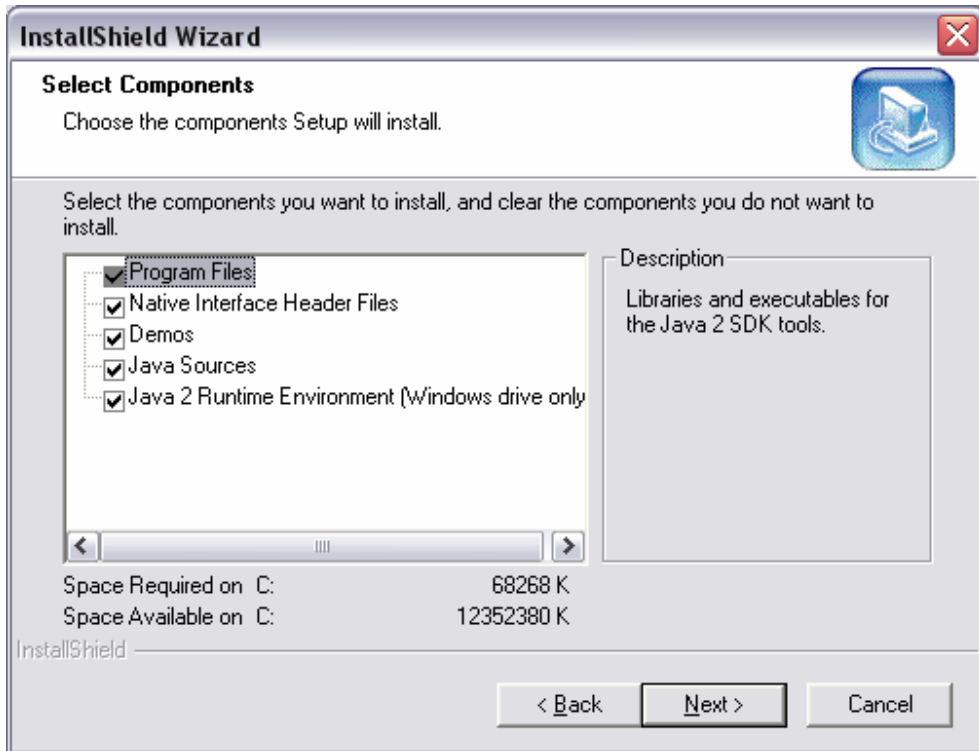 InstallShield Wizard
Select Components
Choose the components Setup will install.
Select the components you want to install, and clear the components you do not want to
install.
Program Files
Native Interface Header Files
Demos
Java Sources
Java 2 Runtime Environment (Windows drive only
Description
Libraries and executables for
the Java 2 SDK tools.
Space Required on C: 68268 K
Space Available on C: 12352380 K
InstallShield
< Back Next > Cancel